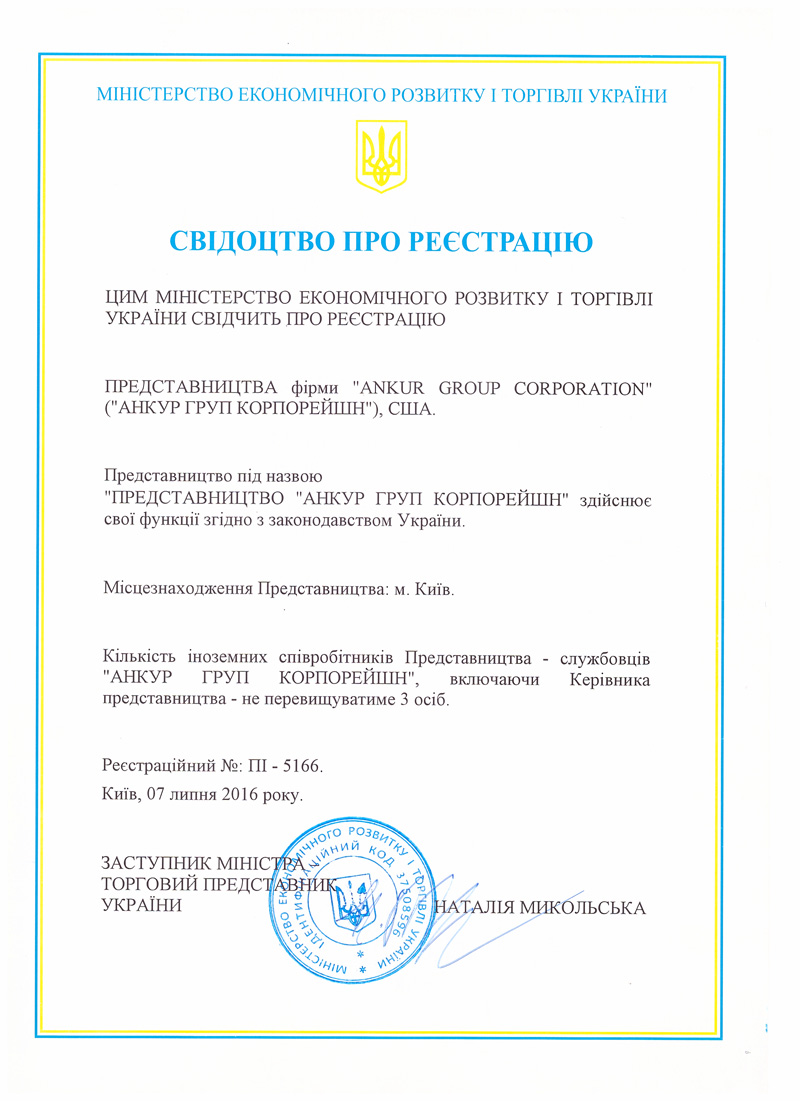 МІНІСТЕРСТВО ЕКОНОМІЧНОГО РОЗВИТКУ І ТОРГІВЛІ УКРАЇНИ
СВІДОЦТВО ПРО РЕЄСТРАЦІЮ
ЦИМ МІНІСТЕРСТВО ЕКОНОМІЧНОГО РОЗВИТКУ І ТОРГІВЛІ
УКРАЇНИ СВІДЧИТЬ ПРО РЕЄСТРАЦІЮ
ПРЕДСТАВНИЦТВА фірми "ANKUR GROUP CORPORATION"
("АНКУР ГРУП КОРПОРЕЙШН"), США.
Представництво під назвою
"ПРЕДСТАВНИЦТВО "АНКУР ГРУП КОРПОРЕЙШН" здійснює
свої функції згідно з законодавством України.
Місцезнаходження Представництва: м. Київ.
Кількість іноземних співробітників Представництва - службовців
"АНКУР ГРУП КОРПОРЕЙШН", включаючи Керівника
представництва - не перевищуватиме 3 осіб.
Реєстраційний №: ПІ - 5166.
Київ, 07 липня 2016 року.
ЗАСТУПНИК МІНІСТРА
ТОРГОВИЙ ПРЕДСТАВНИК
УКРАЇНИ
НАТАЛІЯ МИКОЛЬСЬКА
МІНІСТЕРСТВО ЕКОНОМІЧНОГО РОЗВИТКУ І ТОРГІВЛІ УКРАЇНИ
ІДЕНТИФІКАЦІЙНИЙ КОД 37508596